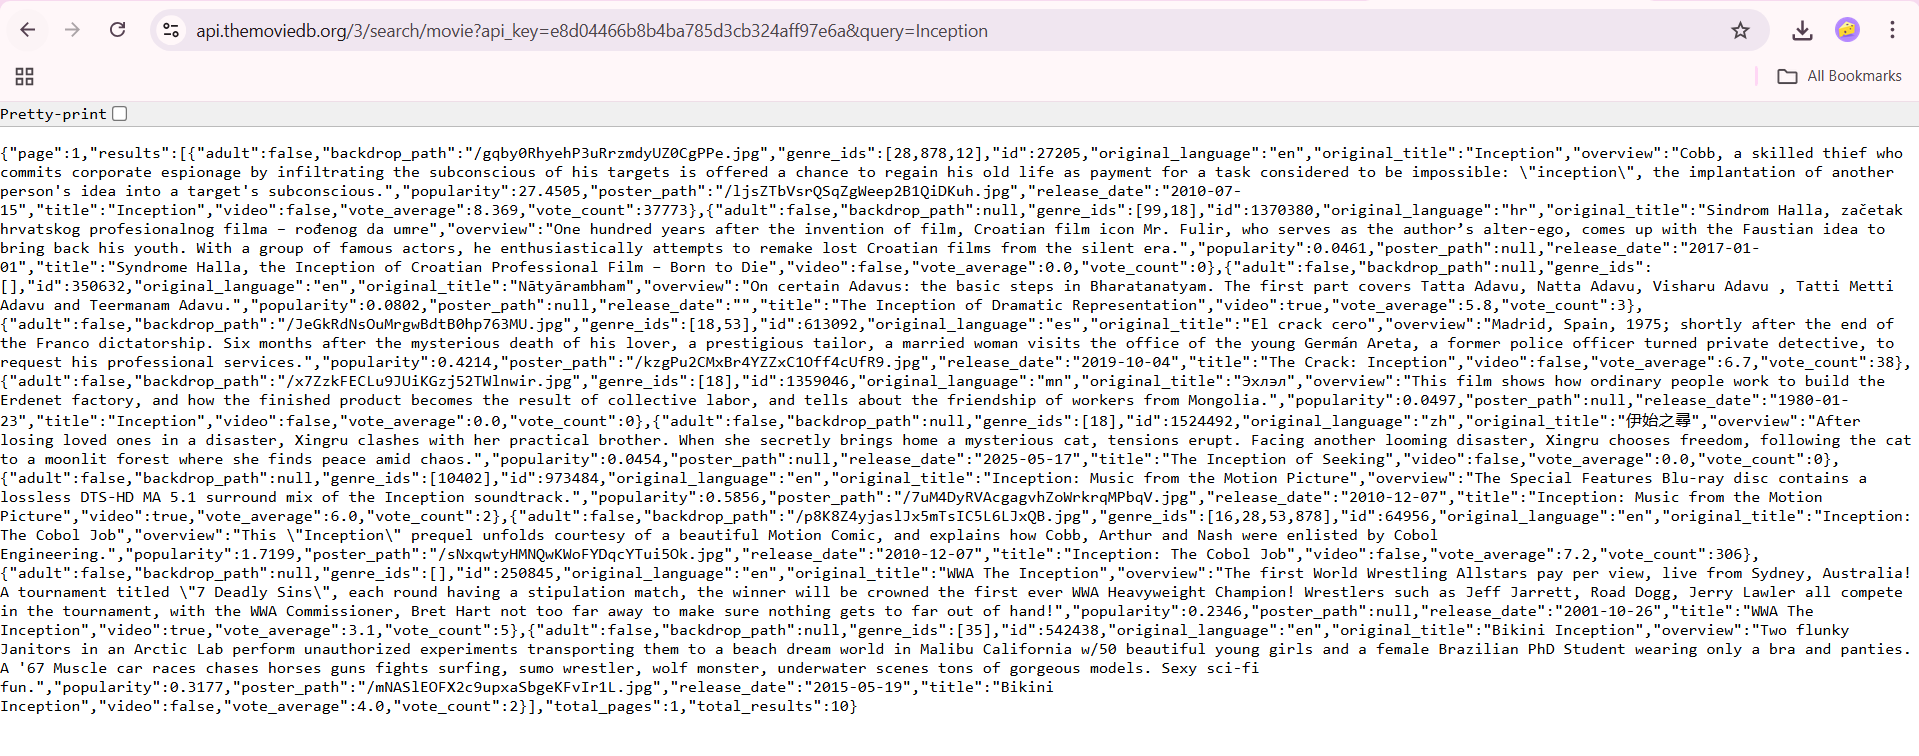 api.themoviedb.org/3/search/movie?api_key=e8d04466b8b4ba785d3cb324aff97e6a&query=Inception
All Bookmarks
Pretty-print
{"page":1,"results":[{"adult":false,"backdrop_path":"/gqby0RhyehP3uRrzmdyUZ0CgPPe.jpg","genre_ids":[28,878,12],"id":27205,"original_language":"en","original_title":"Inception","overview":"Cobb, a skilled thief who
commits corporate espionage by infiltrating the subconscious of his targets is offered a chance to regain his old life as payment for a task considered to be impossible: \"inception\", the implantation of another
person's idea into a target's subconscious.","popularity":27.4505,"poster_path":"/ljsZTbVsrQSqZgWeep2B1QiDKuh.jpg","release_date":"2010-07-
15","title":"Inception","video":false,"vote_average":8.369,"vote_count":37773},{"adult":false,"backdrop_path":null,"genre_ids":[99,18],"id":1370380,"original_language":"hr","original_title":"Sindrom Halla, začetak
hrvatskog profesionalnog filma – rođenog da umre","overview":"One hundred years after the invention of film, Croatian film icon Mr. Fulir, who serves as the author’s alter-ego, comes up with the Faustian idea to
bring back his youth. With a group of famous actors, he enthusiastically attempts to remake lost Croatian films from the silent era.","popularity":0.0461,"poster_path":null,"release_date":"2017-01-
01","title":"Syndrome Halla, the Inception of Croatian Professional Film – Born to Die","video":false,"vote_average":0.0,"vote_count":0},{"adult":false,"backdrop_path":null,"genre_ids":
[],"id":350632,"original_language":"en","original_title":"Nātyārambham","overview":"On certain Adavus: the basic steps in Bharatanatyam. The first part covers Tatta Adavu, Natta Adavu, Visharu Adavu , Tatti Metti
Adavu and Teermanam Adavu.","popularity":0.0802,"poster_path":null,"release_date":"","title":"The Inception of Dramatic Representation","video":true,"vote_average":5.8,"vote_count":3},
{"adult":false,"backdrop_path":"/JeGkRdNsOuMrgwBdtB0hp763MU.jpg","genre_ids":[18,53],"id":613092,"original_language":"es","original_title":"El crack cero","overview":"Madrid, Spain, 1975; shortly after the end of
the Franco dictatorship. Six months after the mysterious death of his lover, a prestigious tailor, a married woman visits the office of the young Germán Areta, a former police officer turned private detective, to
request his professional services.","popularity":0.4214,"poster_path":"/kzgPu2CMxBr4YZZxC1Off4cUfR9.jpg","release_date":"2019-10-04","title":"The Crack: Inception","video":false,"vote_average":6.7,"vote_count":38},
{"adult":false,"backdrop_path":"/x7ZzkFECLu9JUiKGzj52TWlnwir.jpg","genre_ids":[18],"id":1359046,"original_language":"mn","original_title":"Эхлэл","overview":"This film shows how ordinary people work to build the
Erdenet factory, and how the finished product becomes the result of collective labor, and tells about the friendship of workers from Mongolia.","popularity":0.0497,"poster_path":null,"release_date":"1980-01-
23","title":"Inception","video":false,"vote_average":0.0,"vote_count":0},{"adult":false,"backdrop_path":null,"genre_ids":[18],"id":1524492,"original_language":"zh","original_title":"伊始之尋","overview":"After
losing loved ones in a disaster, Xingru clashes with her practical brother. When she secretly brings home a mysterious cat, tensions erupt. Facing another looming disaster, Xingru chooses freedom, following the cat
to a moonlit forest where she finds peace amid chaos.","popularity":0.0454,"poster_path":null,"release_date":"2025-05-17","title":"The Inception of Seeking","video":false,"vote_average":0.0,"vote_count":0},
{"adult":false,"backdrop_path":null,"genre_ids":[10402],"id":973484,"original_language":"en","original_title":"Inception: Music from the Motion Picture","overview":"The Special Features Blu-ray disc contains a
lossless DTS-HD MA 5.1 surround mix of the Inception soundtrack.","popularity":0.5856,"poster_path":"/7uM4DyRVAcgagvhZoWrkrqMPbqV.jpg","release_date":"2010-12-07","title":"Inception: Music from the Motion
Picture","video":true,"vote_average":6.0,"vote_count":2},{"adult":false,"backdrop_path":"/p8K8Z4yjaslJx5mTsIC5L6LJxQB.jpg","genre_ids":[16,28,53,878],"id":64956,"original_language":"en","original_title":"Inception:
The Cobol Job","overview":"This \"Inception\" prequel unfolds courtesy of a beautiful Motion Comic, and explains how Cobb, Arthur and Nash were enlisted by Cobol
Engineering.","popularity":1.7199,"poster_path":"/sNxqwtyHMNQwKWoFYDqcYTui5Ok.jpg","release_date":"2010-12-07","title":"Inception: The Cobol Job","video":false,"vote_average":7.2,"vote_count":306},
{"adult":false,"backdrop_path":null,"genre_ids":[],"id":250845,"original_language":"en","original_title":"WWA The Inception","overview":"The first World Wrestling Allstars pay per view, live from Sydney, Australia!
A tournament titled \"7 Deadly Sins\", each round having a stipulation match, the winner will be crowned the first ever WWA Heavyweight Champion! Wrestlers such as Jeff Jarrett, Road Dogg, Jerry Lawler all compete
in the tournament, with the WWA Commissioner, Bret Hart not too far away to make sure nothing gets to far out of hand!","popularity":0.2346,"poster_path":null,"release_date":"2001-10-26","title":"WWA The
Inception","video":true,"vote_average":3.1,"vote_count":5},{"adult":false,"backdrop_path":null,"genre_ids":[35],"id":542438,"original_language":"en","original_title":"Bikini Inception","overview":"Two flunky
Janitors in an Arctic Lab perform unauthorized experiments transporting them to a beach dream world in Malibu California w/50 beautiful young girls and a female Brazilian PhD Student wearing only a bra and panties.
A '67 Muscle car races chases horses guns fights surfing, sumo wrestler, wolf monster, underwater scenes tons of gorgeous models. Sexy sci-fi
fun.","popularity":0.3177,"poster_path":"/mNASlEOFX2c9upxaSbgeKFvIr1L.jpg","release_date":"2015-05-19","title":"Bikini
Inception","video":false,"vote_average":4.0,"vote_count":2}],"total_pages":1,"total_results":10}